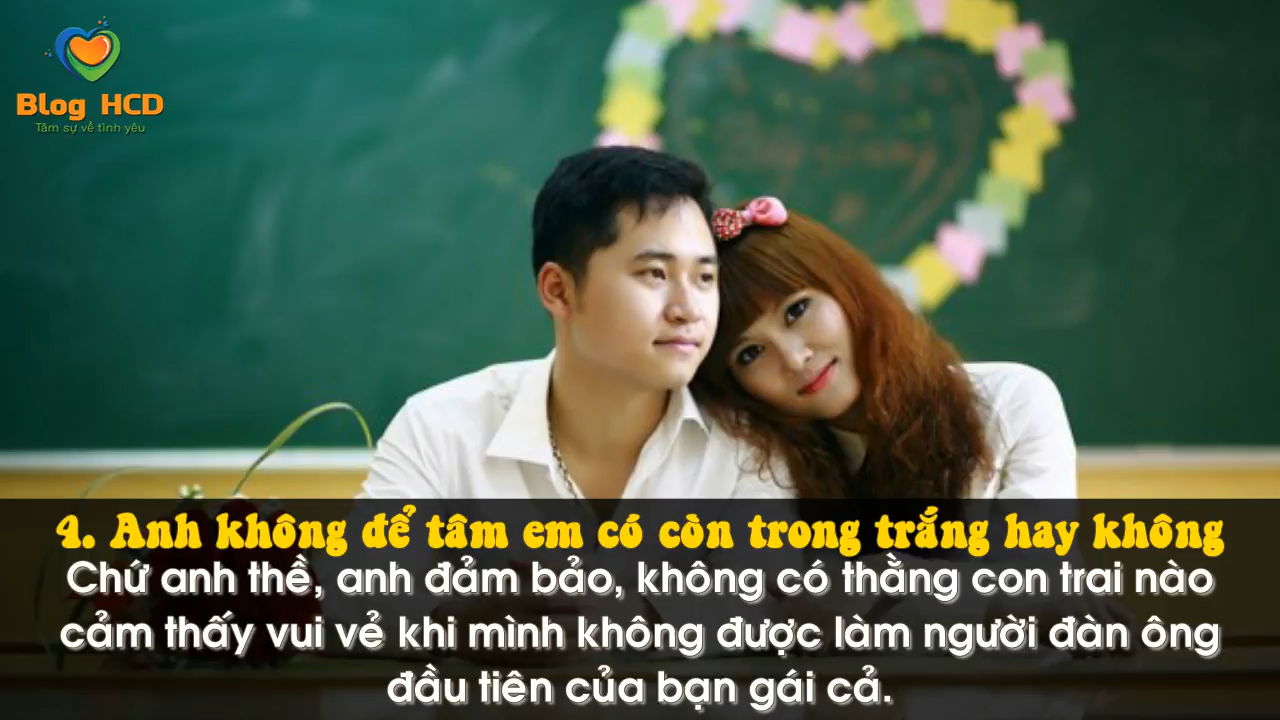 Blog HCD
Tâm sự về tình yêu
4. Anh không để tâm em có còn trong trắng hay không
Chứ anh thề, anh đảm bảo, không có thằng con trai nào
cảm thấy vui vẻ khi mình không được làm người đàn ông
đầu tiên của bạn gái cả.